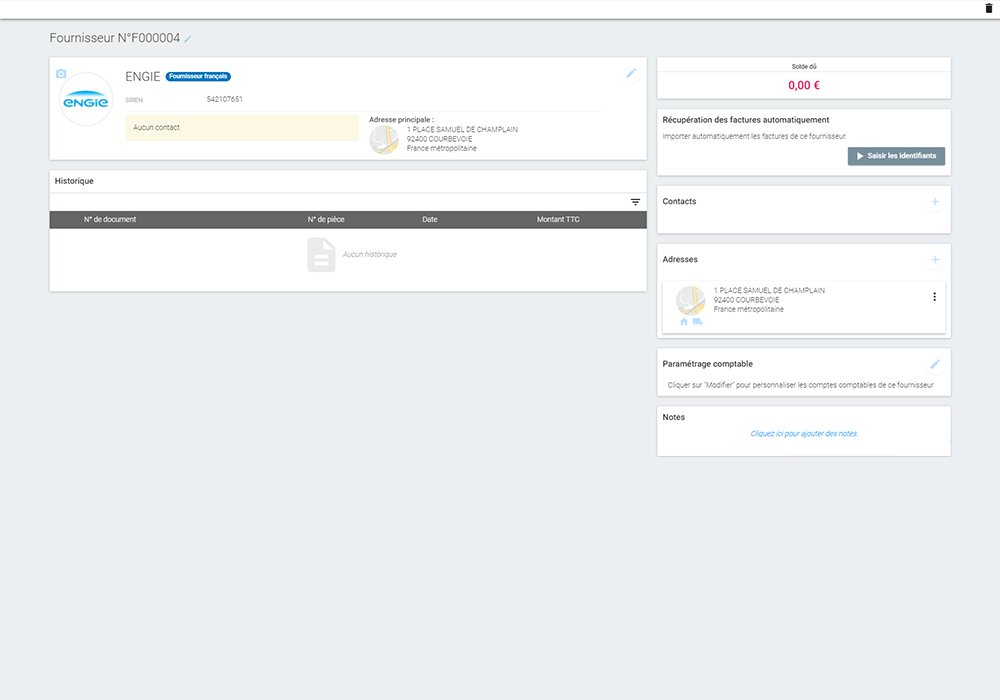 Fournisseur N°F000004
ENGIE
Fournisseur français
ENGIE
SIREN
542107651
Aucun contact
Adresse principale :
1 PLACE SAMUEL DE CHAMPLAIN
92400 COURBEVOIE
France métropolitaine
Historique
N° de document
N° de pièce
Date
Montant TTC
Aucun historique
Solde dû
0,00 €
Récupération des factures automatiquement
Importer automatiquement les factures de ce fournisseur.
Saisir les identifiants
Contacts
Adresses
1 PLACE SAMUEL DE CHAMPLAIN
92400 COURBEVOIE
France métropolitaine
Paramétrage comptable
Cliquer sur "Modifier" pour personnaliser les comptes comptables de ce fournisseur
Notes
Cliquez ici pour ajouter des notes.